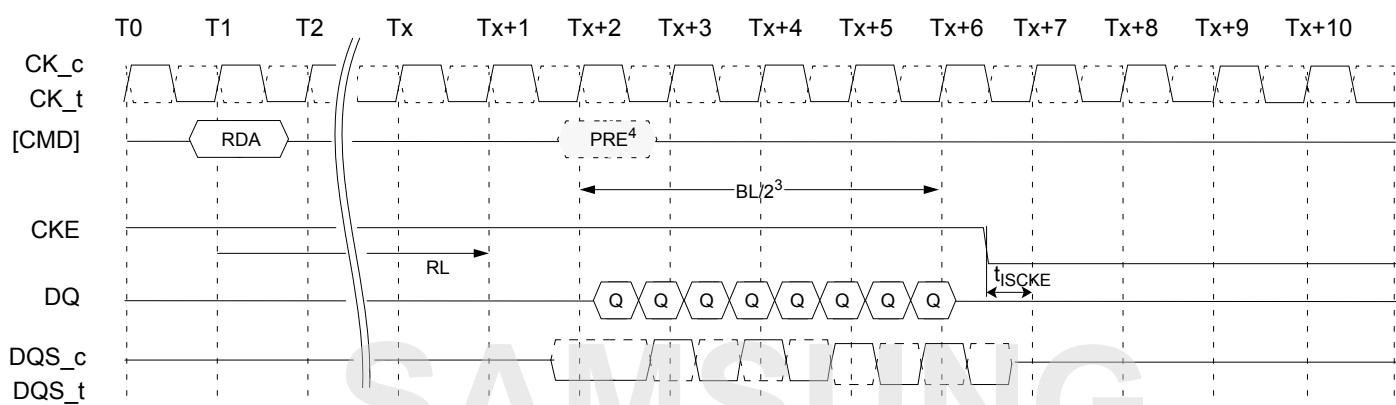 T0 T1 T2 Tx Tx+1 Tx+2 Tx+3 Tx+4 Tx+5 Tx+6 Tx+7 Tx+8 Tx+9 Tx+10
CK_c
CK_t
[CMD] RDA PRE4
BL/23
CKE
RL
tISCKE
DQ Q Q Q Q Q Q Q Q
DQS_c
DQS_t
SAMSUNG